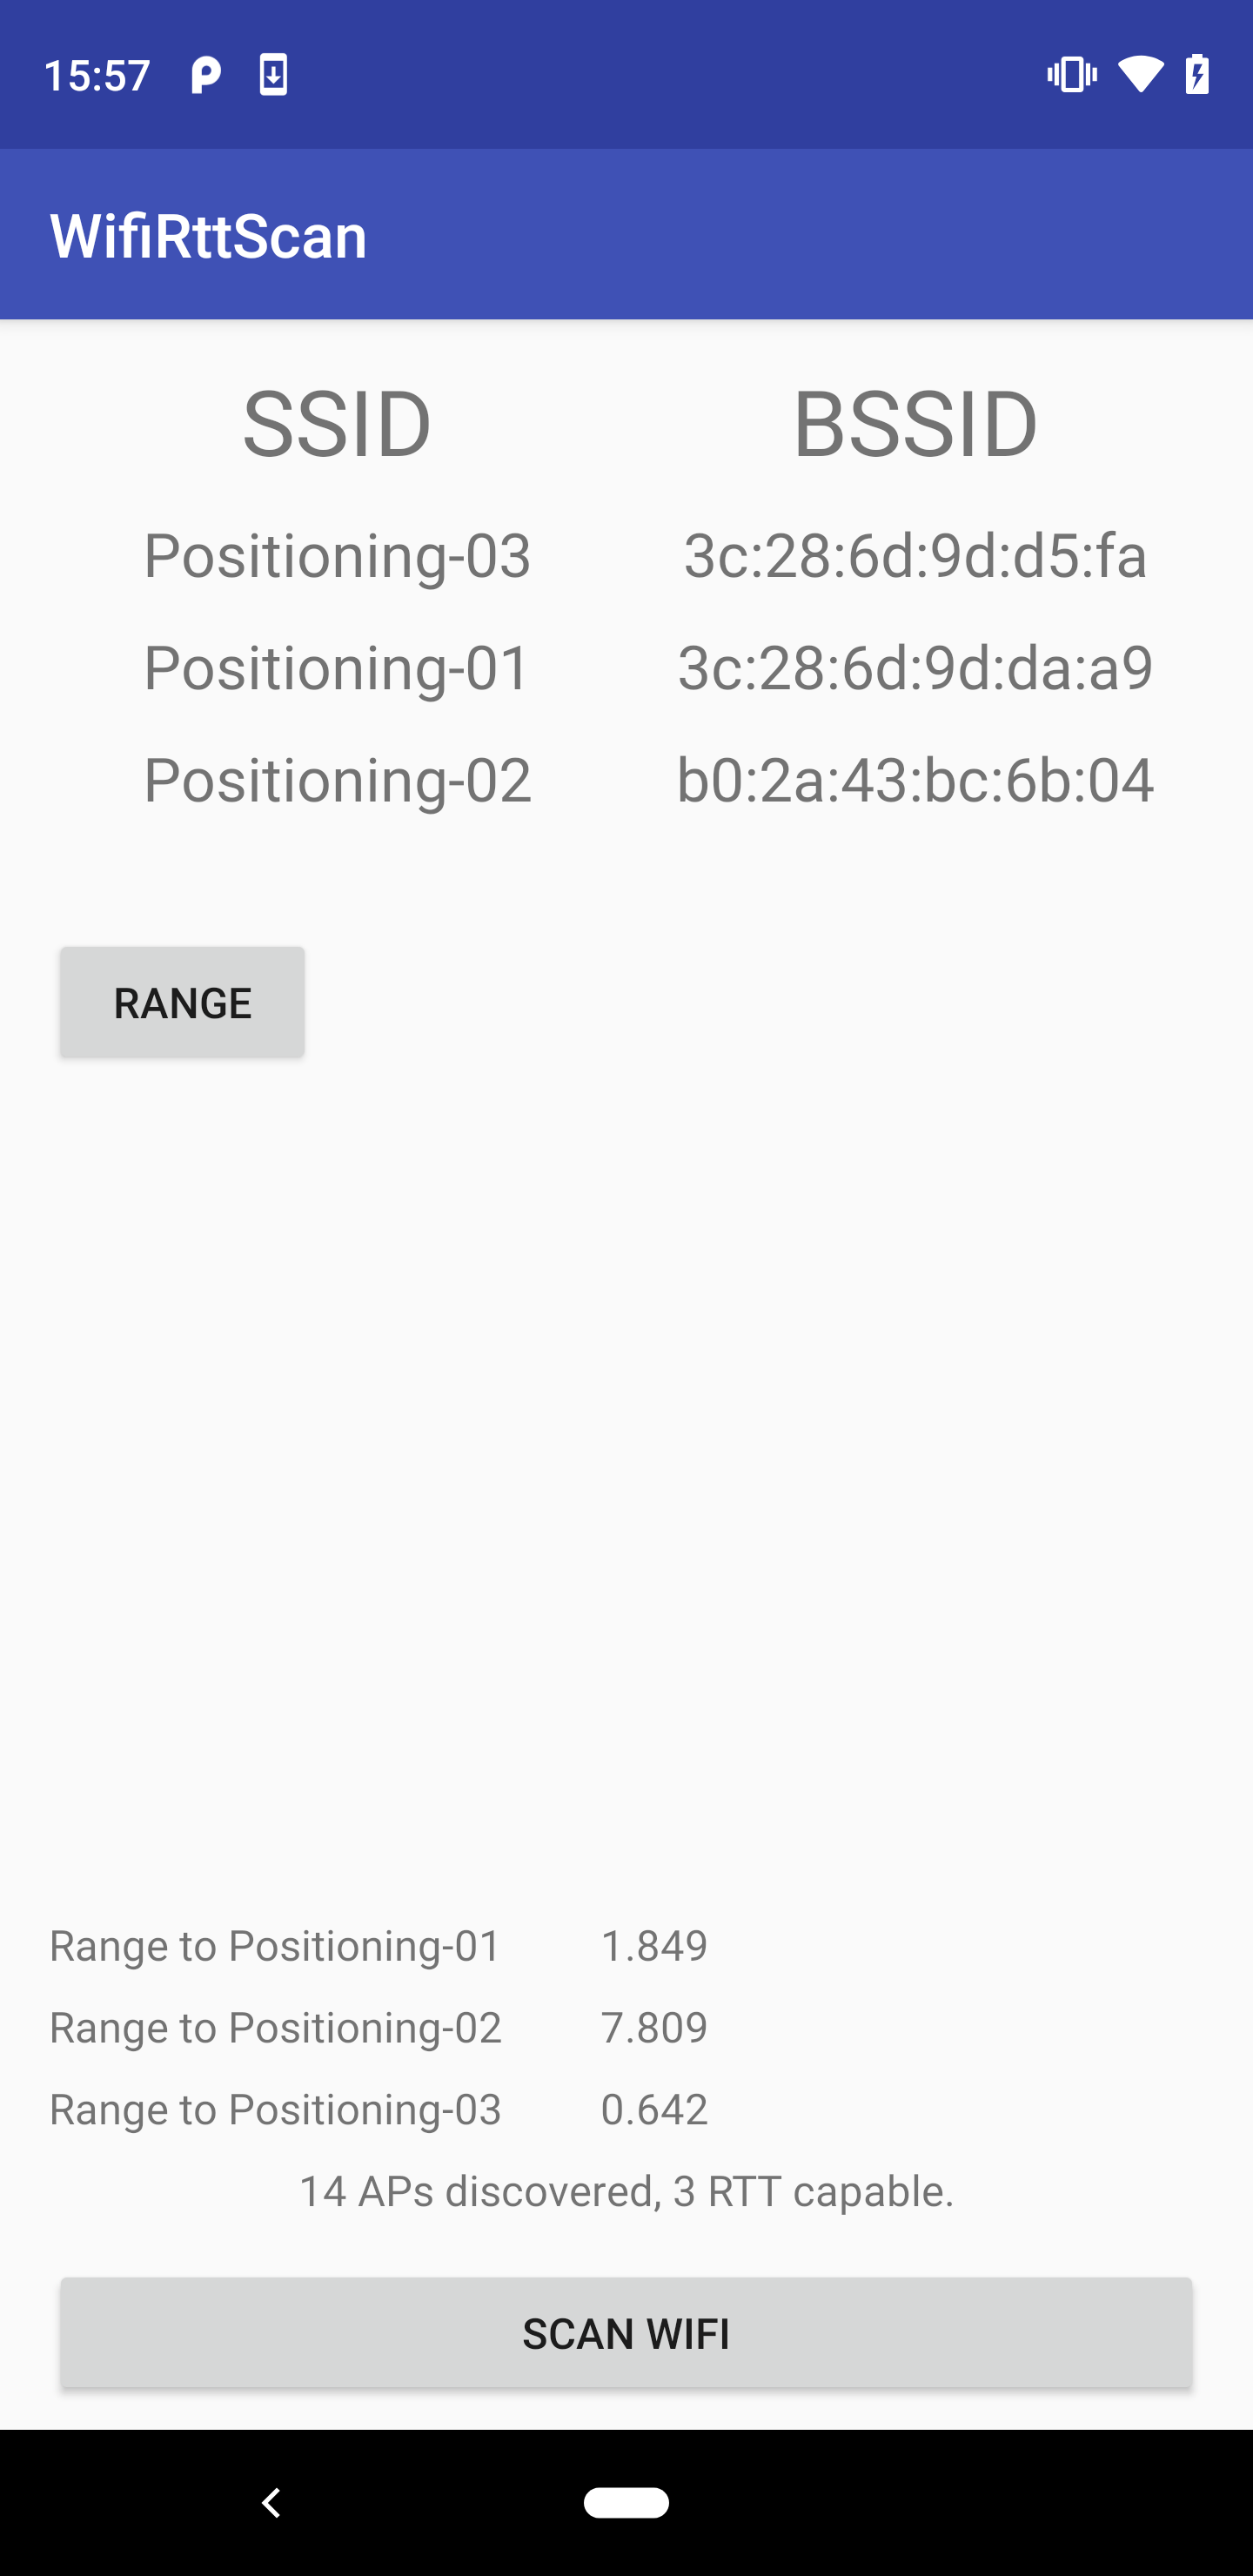 15:57
WifiRttScan
SSID BSSID
Positioning-03 3c:28:6d:9d:d5:fa
Positioning-01 3c:28:6d:9d:da:a9
Positioning-02 b0:2a:43:bc:6b:04
RANGE
Range to Positioning-01 1.849
Range to Positioning-02 7.809
Range to Positioning-03 0.642
14 APs discovered, 3 RTT capable.
SCAN WIFI